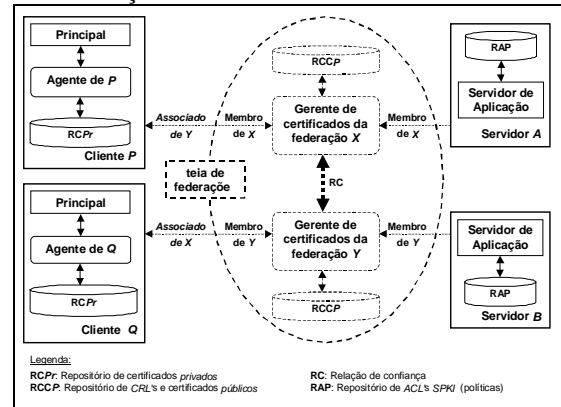 Principal
Agente de P
RCPr
Cliente P
Associado
de Y
Membro
de X
RCCP
Gerente de
certificados da
federação X
Membro
de X
RAP
Servidor de
Aplicação
Servidor A
teia de
federaçõe
RC
Principal
Agente de Q
RCPr
Cliente Q
Associado
de X
Membro
de Y
Gerente de
certificados da
federação Y
RCCP
Membro
de Y
Servidor de
Aplicação
RAP
Servidor B
Legenda:
RCPr: Repositório de certificados privados
RCCP: Repositório de CRL's e certificados públicos
RC: Relação de confiança
RAP: Repositório de ACL's SPKI (políticas)